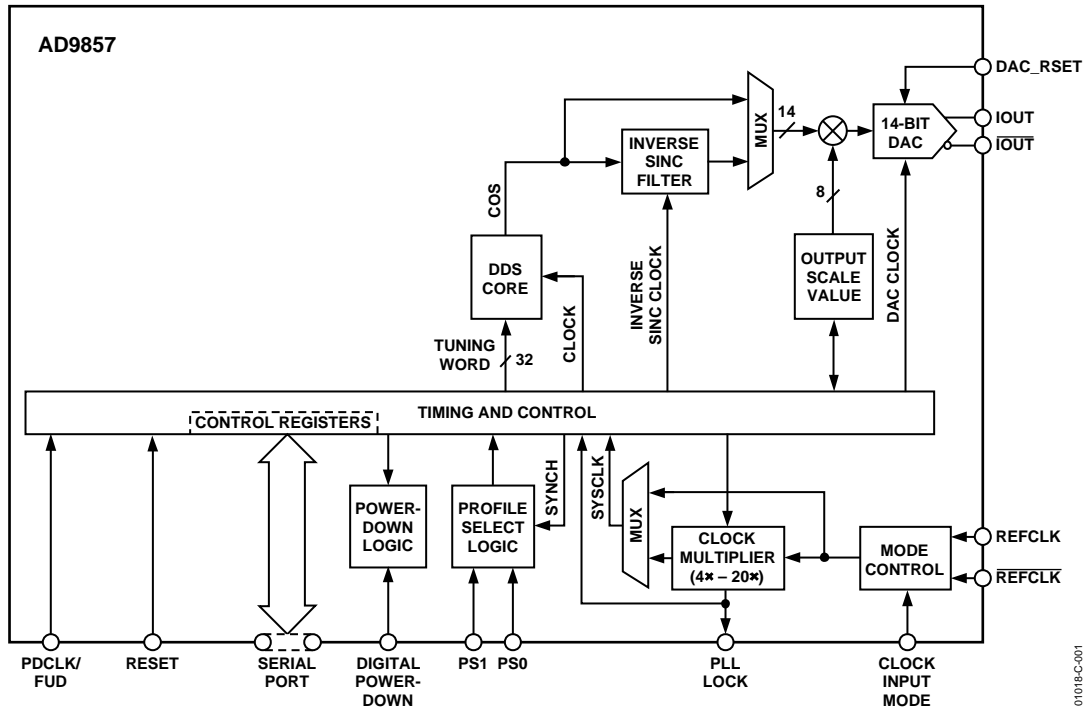 AD9857
DAC_RSET
IOUT
IOUT
14-BIT
DAC
14
MUX
INVERSE
SINC
FILTER
COS
8
DDS
CORE
OUTPUT
SCALE
VALUE
INVERSE
SINC CLOCK
DAC CLOCK
CLOCK
TUNING
WORD
32
TIMING AND CONTROL
CONTROL REGISTERS
SYNCH
SYSCLK
MUX
POWER-
DOWN
LOGIC
PROFILE
SELECT
LOGIC
CLOCK
MULTIPLIER
(4× – 20×)
MODE
CONTROL
REFCLK
REFCLK
PDCLK/
FUD
RESET
SERIAL
PORT
DIGITAL
POWER-
DOWN
PS1
PS0
PLL
LOCK
CLOCK
INPUT
MODE
01018-C-001